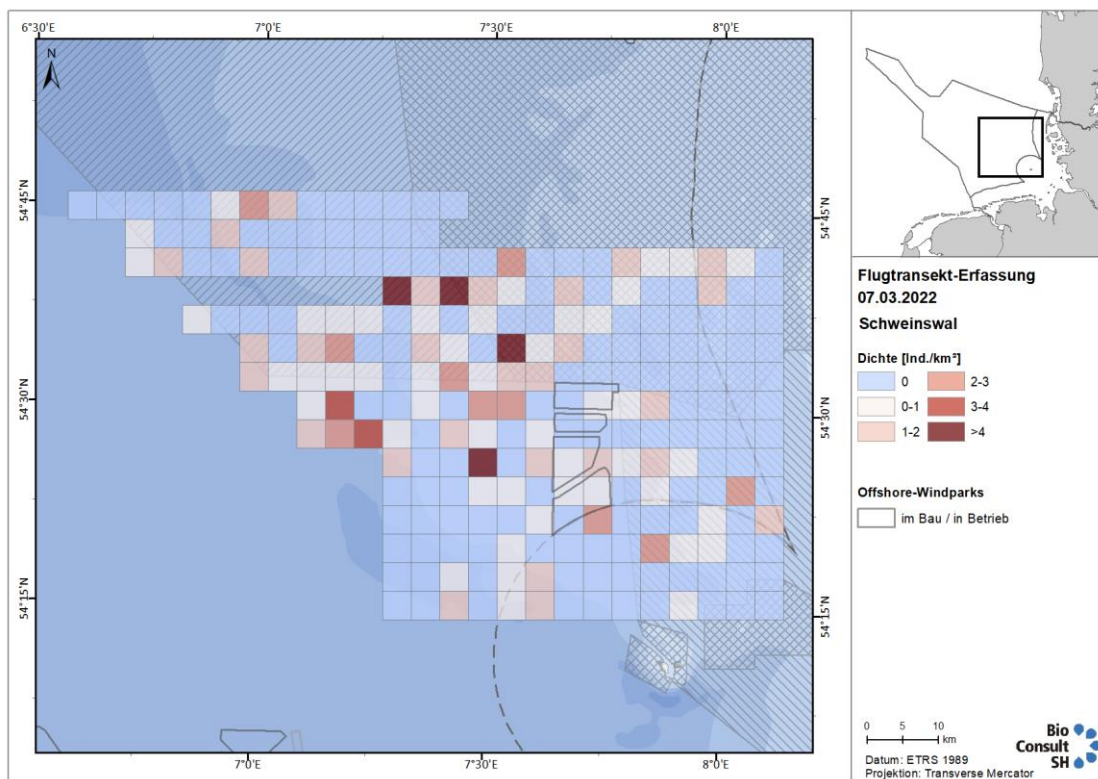 6°30'E
7°0'E
7°30'E
8°0'E
N
54°45'N
54°30'N
54°15'N
54°45'N
54°30'N
54°15'N
7°0'E
7°30'E
8°0'E
Flugtransekt-Erfassung
07.03.2022
Schweinswal
Dichte [Ind./km²]
0
0-1
1-2
2-3
3-4
>4
Offshore-Windparks
im Bau / in Betrieb
0 5 10
km
Datum: ETRS 1989
Projektion: Transverse Mercator
Bio
Consult
SH